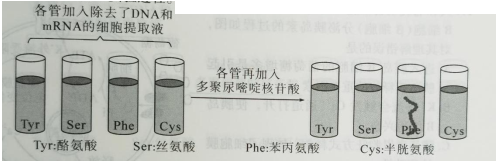 各管加入除去了DNA和
mRNA的细胞提取液
各管再加入
多聚尿嘧啶核苷酸
Tyr Ser Phe Cys Tyr Ser Phe Cys
Tyr:酪氨酸 Ser:丝氨酸 Phe:苯丙氨酸 Cys:半胱氨酸